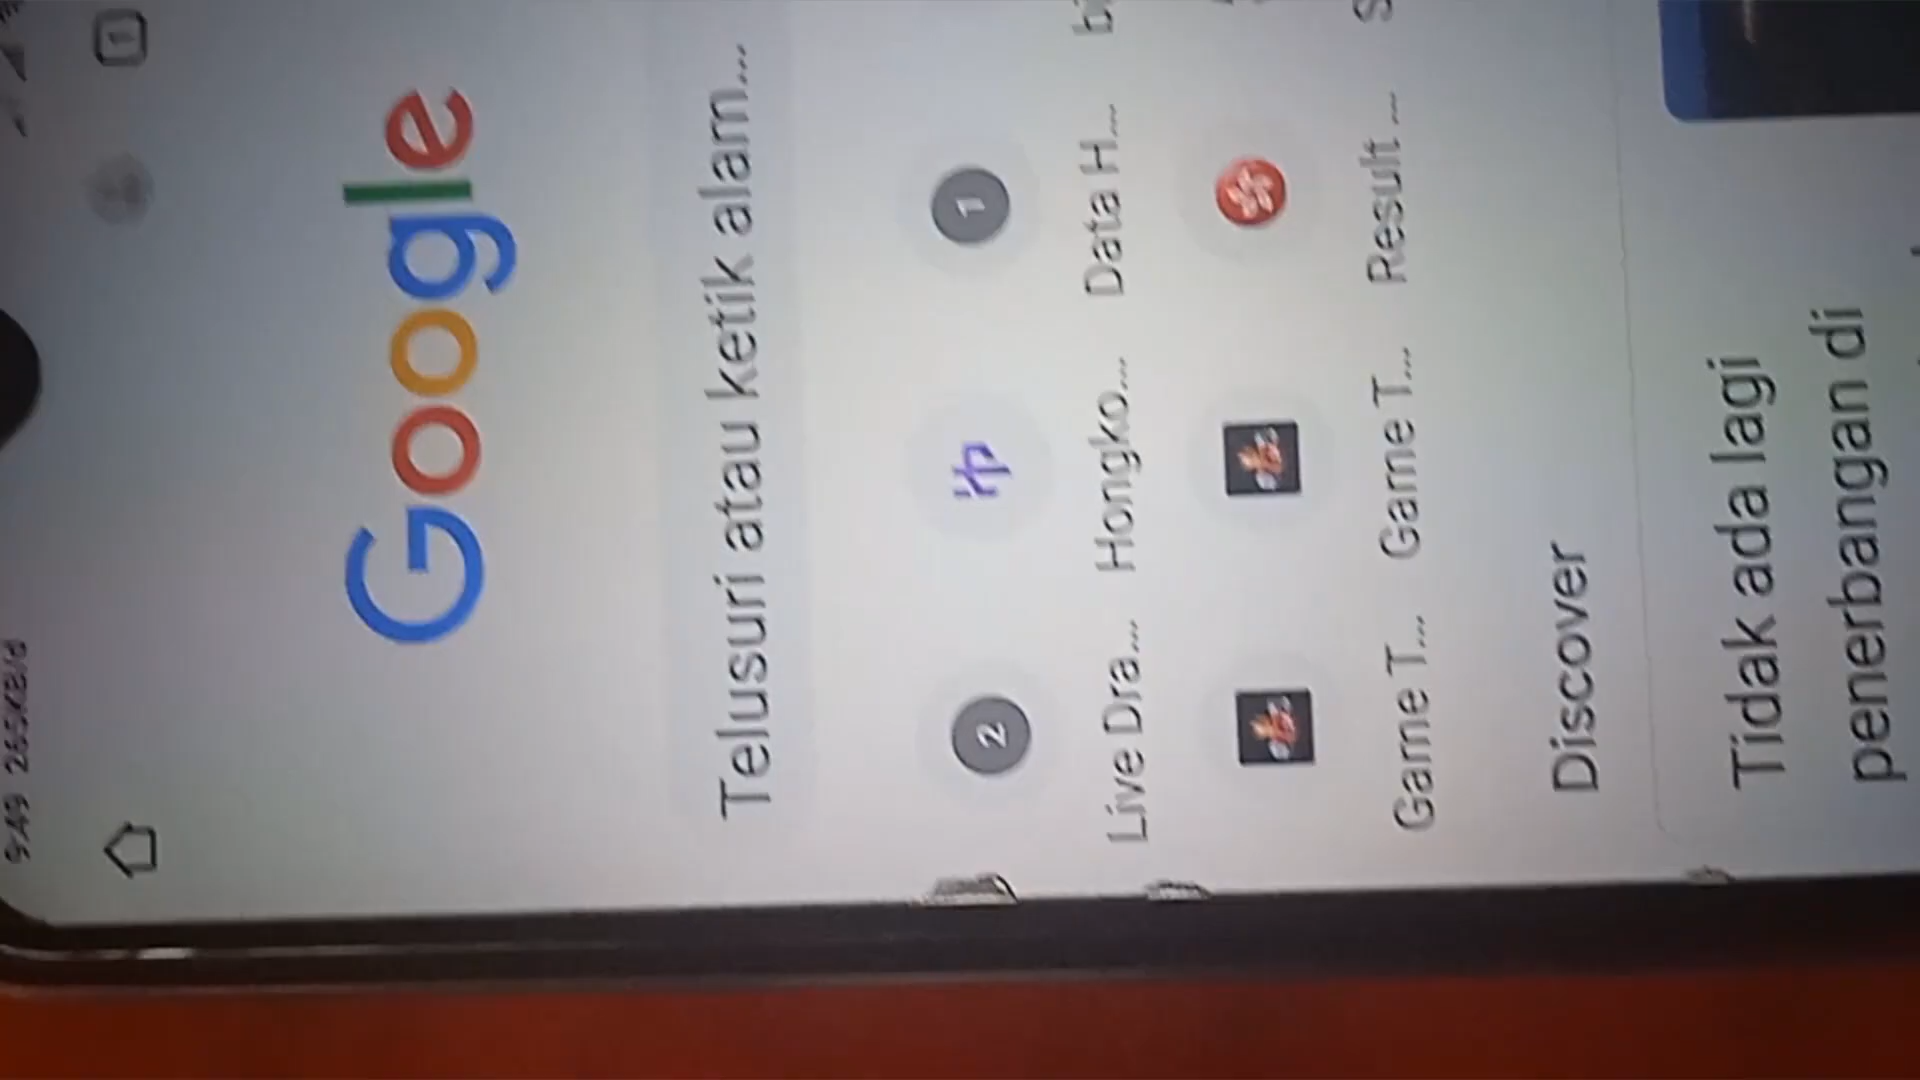 9:49
1
Google
Telusuri atau ketik alam...
2
1
Live Dra... Hongko... Data H...
Game T... Game T... Result ...
Discover
Tidak ada lagi
penerbangan di